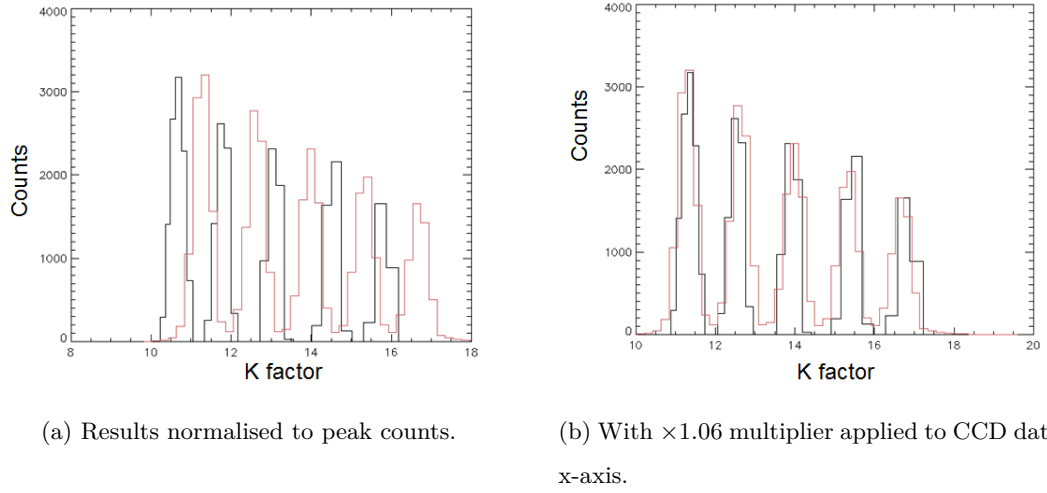 4000
3000
2000
1000
0
Counts
8 10 12 14 16 18
K factor
(a) Results normalised to peak counts.
4000
3000
2000
1000
0
Counts
10 12 14 16 18 20
K factor
(b) With ×1.06 multiplier applied to CCD dat
x-axis.